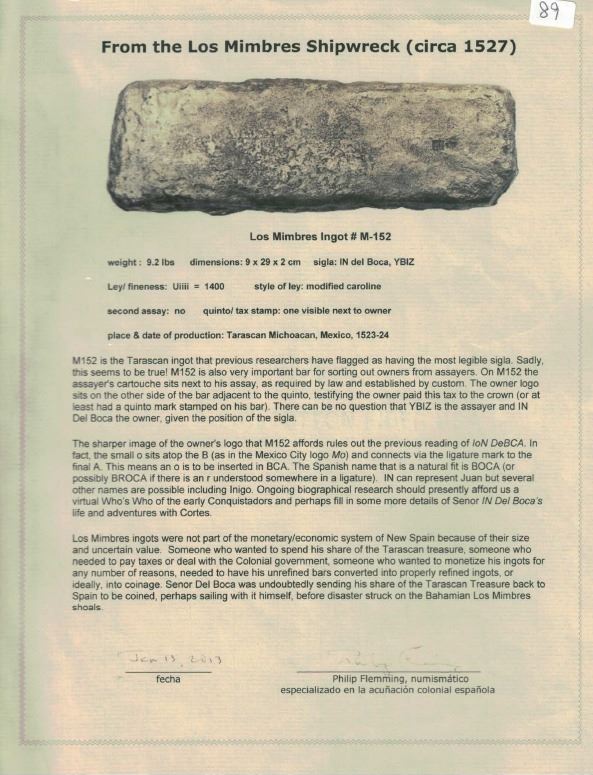 89
From the Los Mimbres Shipwreck (circa 1527)
Los Mimbres Ingot # M-152
weight : 9.2 lbs dimensions: 9 x 29 x 2 cm sigla: IN del Boca, YBIZ
Ley/ fineness: Uiiii = 1400 style of ley: modified caroline
second assay: no quinto/ tax stamp: one visible next to owner
place & date of production: Tarascan Michoacan, Mexico, 1523-24
M152 is the Tarascan ingot that previous researchers have flagged as having the most legible sigla. Sadly,
this seems to be true! M152 is also very important bar for sorting out owners from assayers. On M152 the
assayer's cartouche sits next to his assay, as required by law and established by custom. The owner logo
sits on the other side of the bar adjacent to the quinto, testifying the owner paid this tax to the crown (or at
least had a quinto mark stamped on his bar). There can be no question that YBIZ is the assayer and IN
Del Boca the owner, given the position of the sigla.
The sharper image of the owner's logo that M152 affords rules out the previous reading of IoN DeBCA. In
fact, the small o sits atop the B (as in the Mexico City logo Mo) and connects via the ligature mark to the
final A. This means an o is to be inserted in BCA. The Spanish name that is a natural fit is BOCA (or
possibly BROCA if there is an r understood somewhere in a ligature). IN can represent Juan but several
other names are possible including Inigo. Ongoing biographical research should presently afford us a
virtual Who's Who of the early Conquistadors and perhaps fill in some more details of Senor IN Del Boca's
life and adventures with Cortes.
Los Mimbres ingots were not part of the monetary/economic system of New Spain because of their size
and uncertain value. Someone who wanted to spend his share of the Tarascan treasure, someone who
needed to pay taxes or deal with the Colonial government, someone who wanted to monetize his ingots for
any number of reasons, needed to have his unrefined bars converted into properly refined ingots, or
ideally, into coinage. Senor Del Boca was undoubtedly sending his share of the Tarascan Treasure back to
Spain to be coined, perhaps sailing with it himself, before disaster struck on the Bahamian Los Mimbres
shoals.
Jan 13, 2013
fecha
Philip Flemming, numismático
especializado en la acuñación colonial española